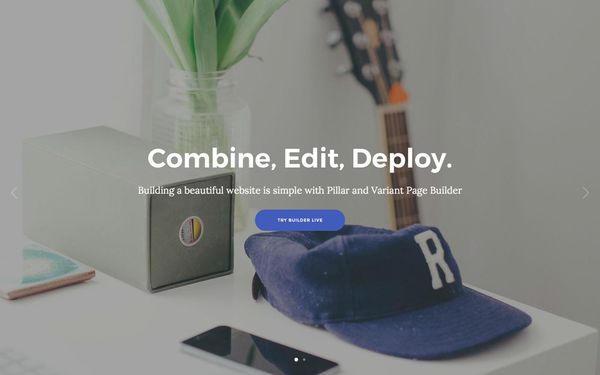 Combine, Edit, Deploy.
Building a beautiful website is simple with Pillar and Variant Page Builder
TRY BUILDER LIVE
R